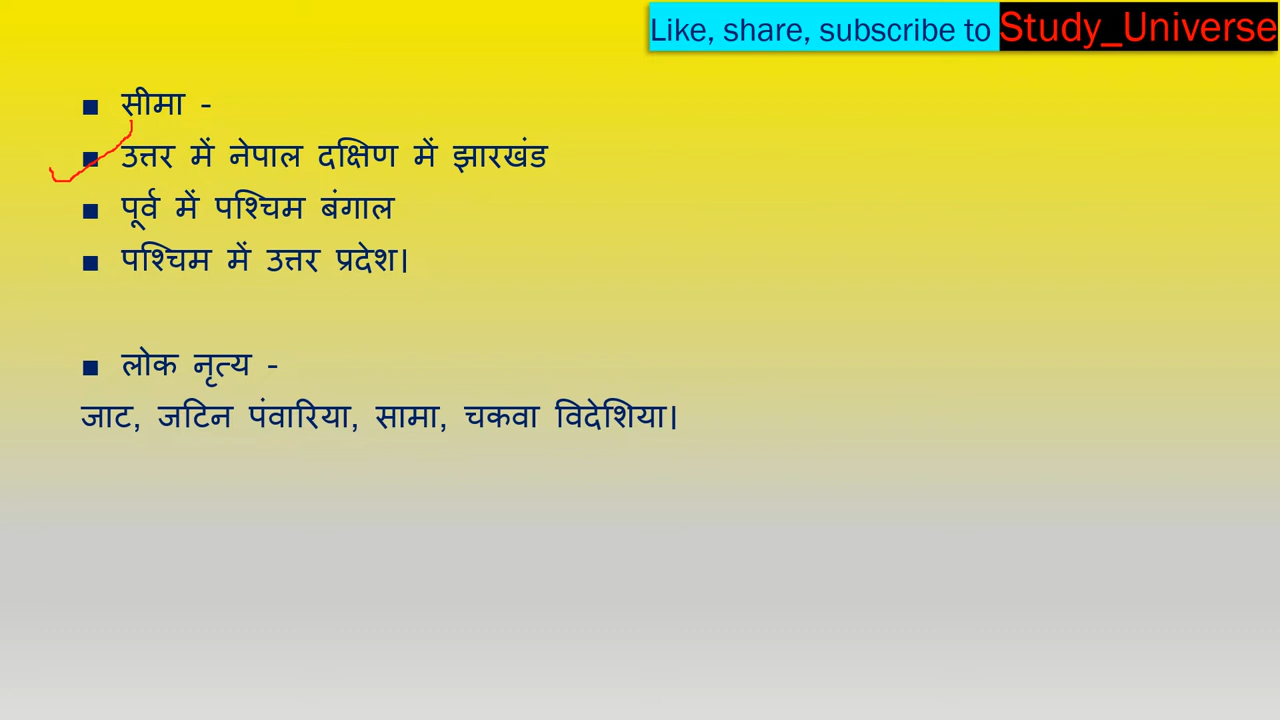 Like, share, subscribe to Study_Universe
■ सीमा -
■ उत्तर में नेपाल दक्षिण में झारखंड
■ पूर्व में पश्चिम बंगाल
■ पश्चिम में उत्तर प्रदेश।
■ लोक नृत्य -
जाट, जटिन पंवारिया, सामा, चकवा विदेशिया।